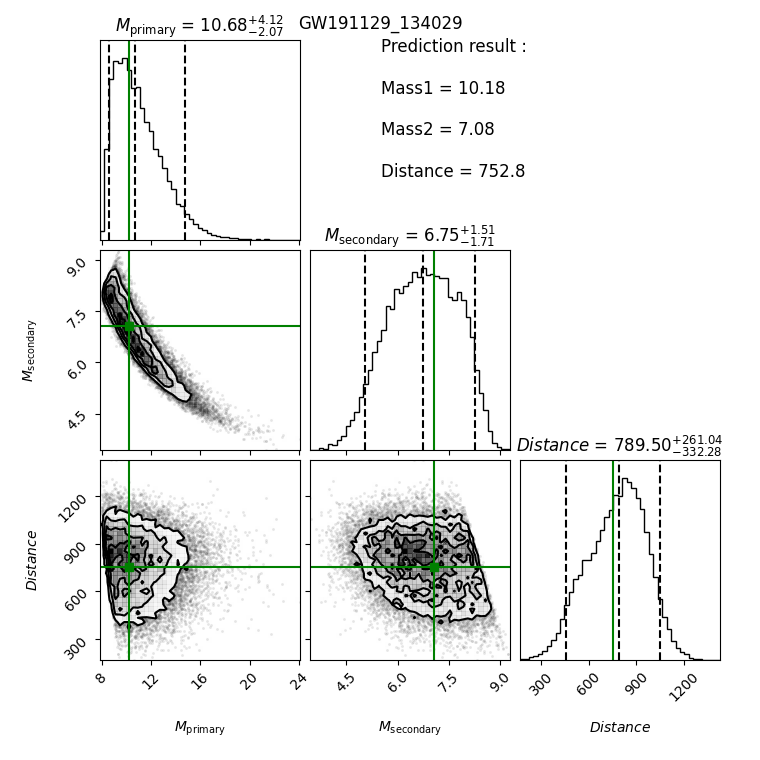 M_primary = 10.68^{+4.12}_{-2.07} GW191129_134029
Prediction result :
Mass1 = 10.18
Mass2 = 7.08
Distance = 752.8
M_secondary = 6.75^{+1.51}_{-1.71}
9.0
7.5
6.0
4.5
M_secondary
Distance = 789.50^{+261.04}_{-332.28}
1200
900
600
300
Distance
8 12 16 20 24
4.5 6.0 7.5 9.0
300 600 900 1200
M_primary
M_secondary
Distance